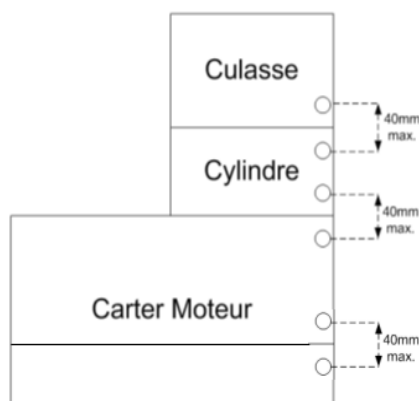 Culasse
40mm
max.
Cylindre
40mm
max.
Carter Moteur
40mm
max.